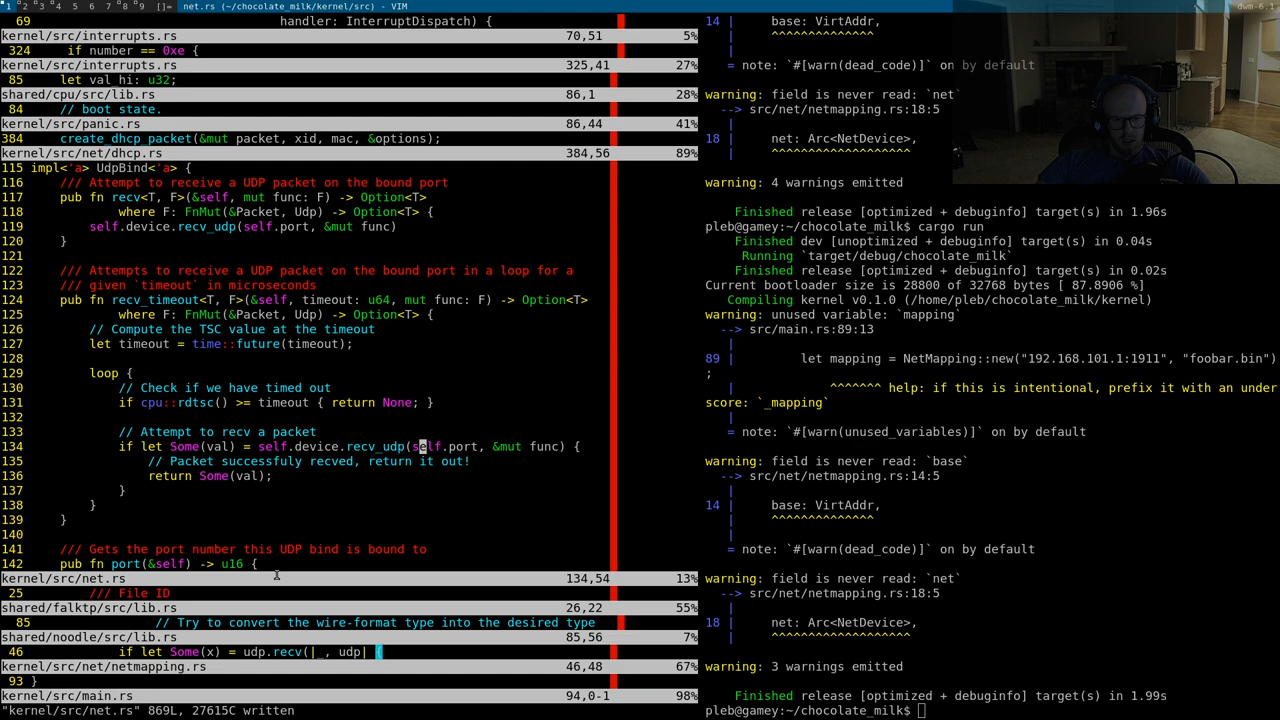 1 2 3 4 5 6 7 8 9 []= net.rs (~/chocolate_milk/kernel/src) - VIM dwm-6.1
69 handler: InterruptDispatch) {
kernel/src/interrupts.rs 70,51 5%
324 if number == 0xe {
kernel/src/interrupts.rs 325,41 27%
85 let val_hi: u32;
shared/cpu/src/lib.rs 86,1 28%
84 // boot state.
kernel/src/panic.rs 86,44 41%
384 create_dhcp_packet(&mut packet, xid, mac, &options);
kernel/src/net/dhcp.rs 384,56 89%
115 impl<'a> UdpBind<'a> {
116 /// Attempt to receive a UDP packet on the bound port
117 pub fn recv<T, F>(&self, mut func: F) -> Option<T>
118 where F: FnMut(&Packet, Udp) -> Option<T> {
119 self.device.recv_udp(self.port, &mut func)
120 }
121
122 /// Attempts to receive a UDP packet on the bound port in a loop for a
123 /// given `timeout` in microseconds
124 pub fn recv_timeout<T, F>(&self, timeout: u64, mut func: F) -> Option<T>
125 where F: FnMut(&Packet, Udp) -> Option<T> {
126 // Compute the TSC value at the timeout
127 let timeout = time::future(timeout);
128
129 loop {
130 // Check if we have timed out
131 if cpu::rdtsc() >= timeout { return None; }
132
133 // Attempt to recv a packet
134 if let Some(val) = self.device.recv_udp(self.port, &mut func) {
135 // Packet successfuly recved, return it out!
136 return Some(val);
137 }
138 }
139 }
140
141 /// Gets the port number this UDP bind is bound to
142 pub fn port(&self) -> u16 {
kernel/src/net.rs 134,54 13%
25 /// File ID
shared/falktp/src/lib.rs 26,22 55%
85 // Try to convert the wire-format type into the desired type
shared/noodle/src/lib.rs 85,56 7%
46 if let Some(x) = udp.recv(|_, udp| {
kernel/src/net/netmapping.rs 46,48 67%
93 }
kernel/src/main.rs 94,0-1 98%
"kernel/src/net.rs" 869L, 27615C written
14 | base: VirtAddr,
| ^^^^^^^^^^^^^^
|
= note: `#[warn(dead_code)]` on by default
warning: field is never read: `net`
--> src/net/netmapping.rs:18:5
|
18 | net: Arc<NetDevice>,
| ^^^^^^^^^^^^^^^^^^^
warning: 4 warnings emitted
Finished release [optimized + debuginfo] target(s) in 1.96s
pleb@gamey:~/chocolate_milk$ cargo run
Finished dev [unoptimized + debuginfo] target(s) in 0.04s
Running `target/debug/chocolate_milk`
Finished release [optimized + debuginfo] target(s) in 0.02s
Current bootloader size is 28800 of 32768 bytes [ 87.8906 %]
Compiling kernel v0.1.0 (/home/pleb/chocolate_milk/kernel)
warning: unused variable: `mapping`
--> src/main.rs:89:13
|
89 | let mapping = NetMapping::new("192.168.101.1:1911", "foobar.bin")
;
| ^^^^^^^ help: if this is intentional, prefix it with an under
score: `_mapping`
|
= note: `#[warn(unused_variables)]` on by default
warning: field is never read: `base`
--> src/net/netmapping.rs:14:5
|
14 | base: VirtAddr,
| ^^^^^^^^^^^^^^
|
= note: `#[warn(dead_code)]` on by default
warning: field is never read: `net`
--> src/net/netmapping.rs:18:5
|
18 | net: Arc<NetDevice>,
| ^^^^^^^^^^^^^^^^^^^
warning: 3 warnings emitted
Finished release [optimized + debuginfo] target(s) in 1.99s
pleb@gamey:~/chocolate_milk$